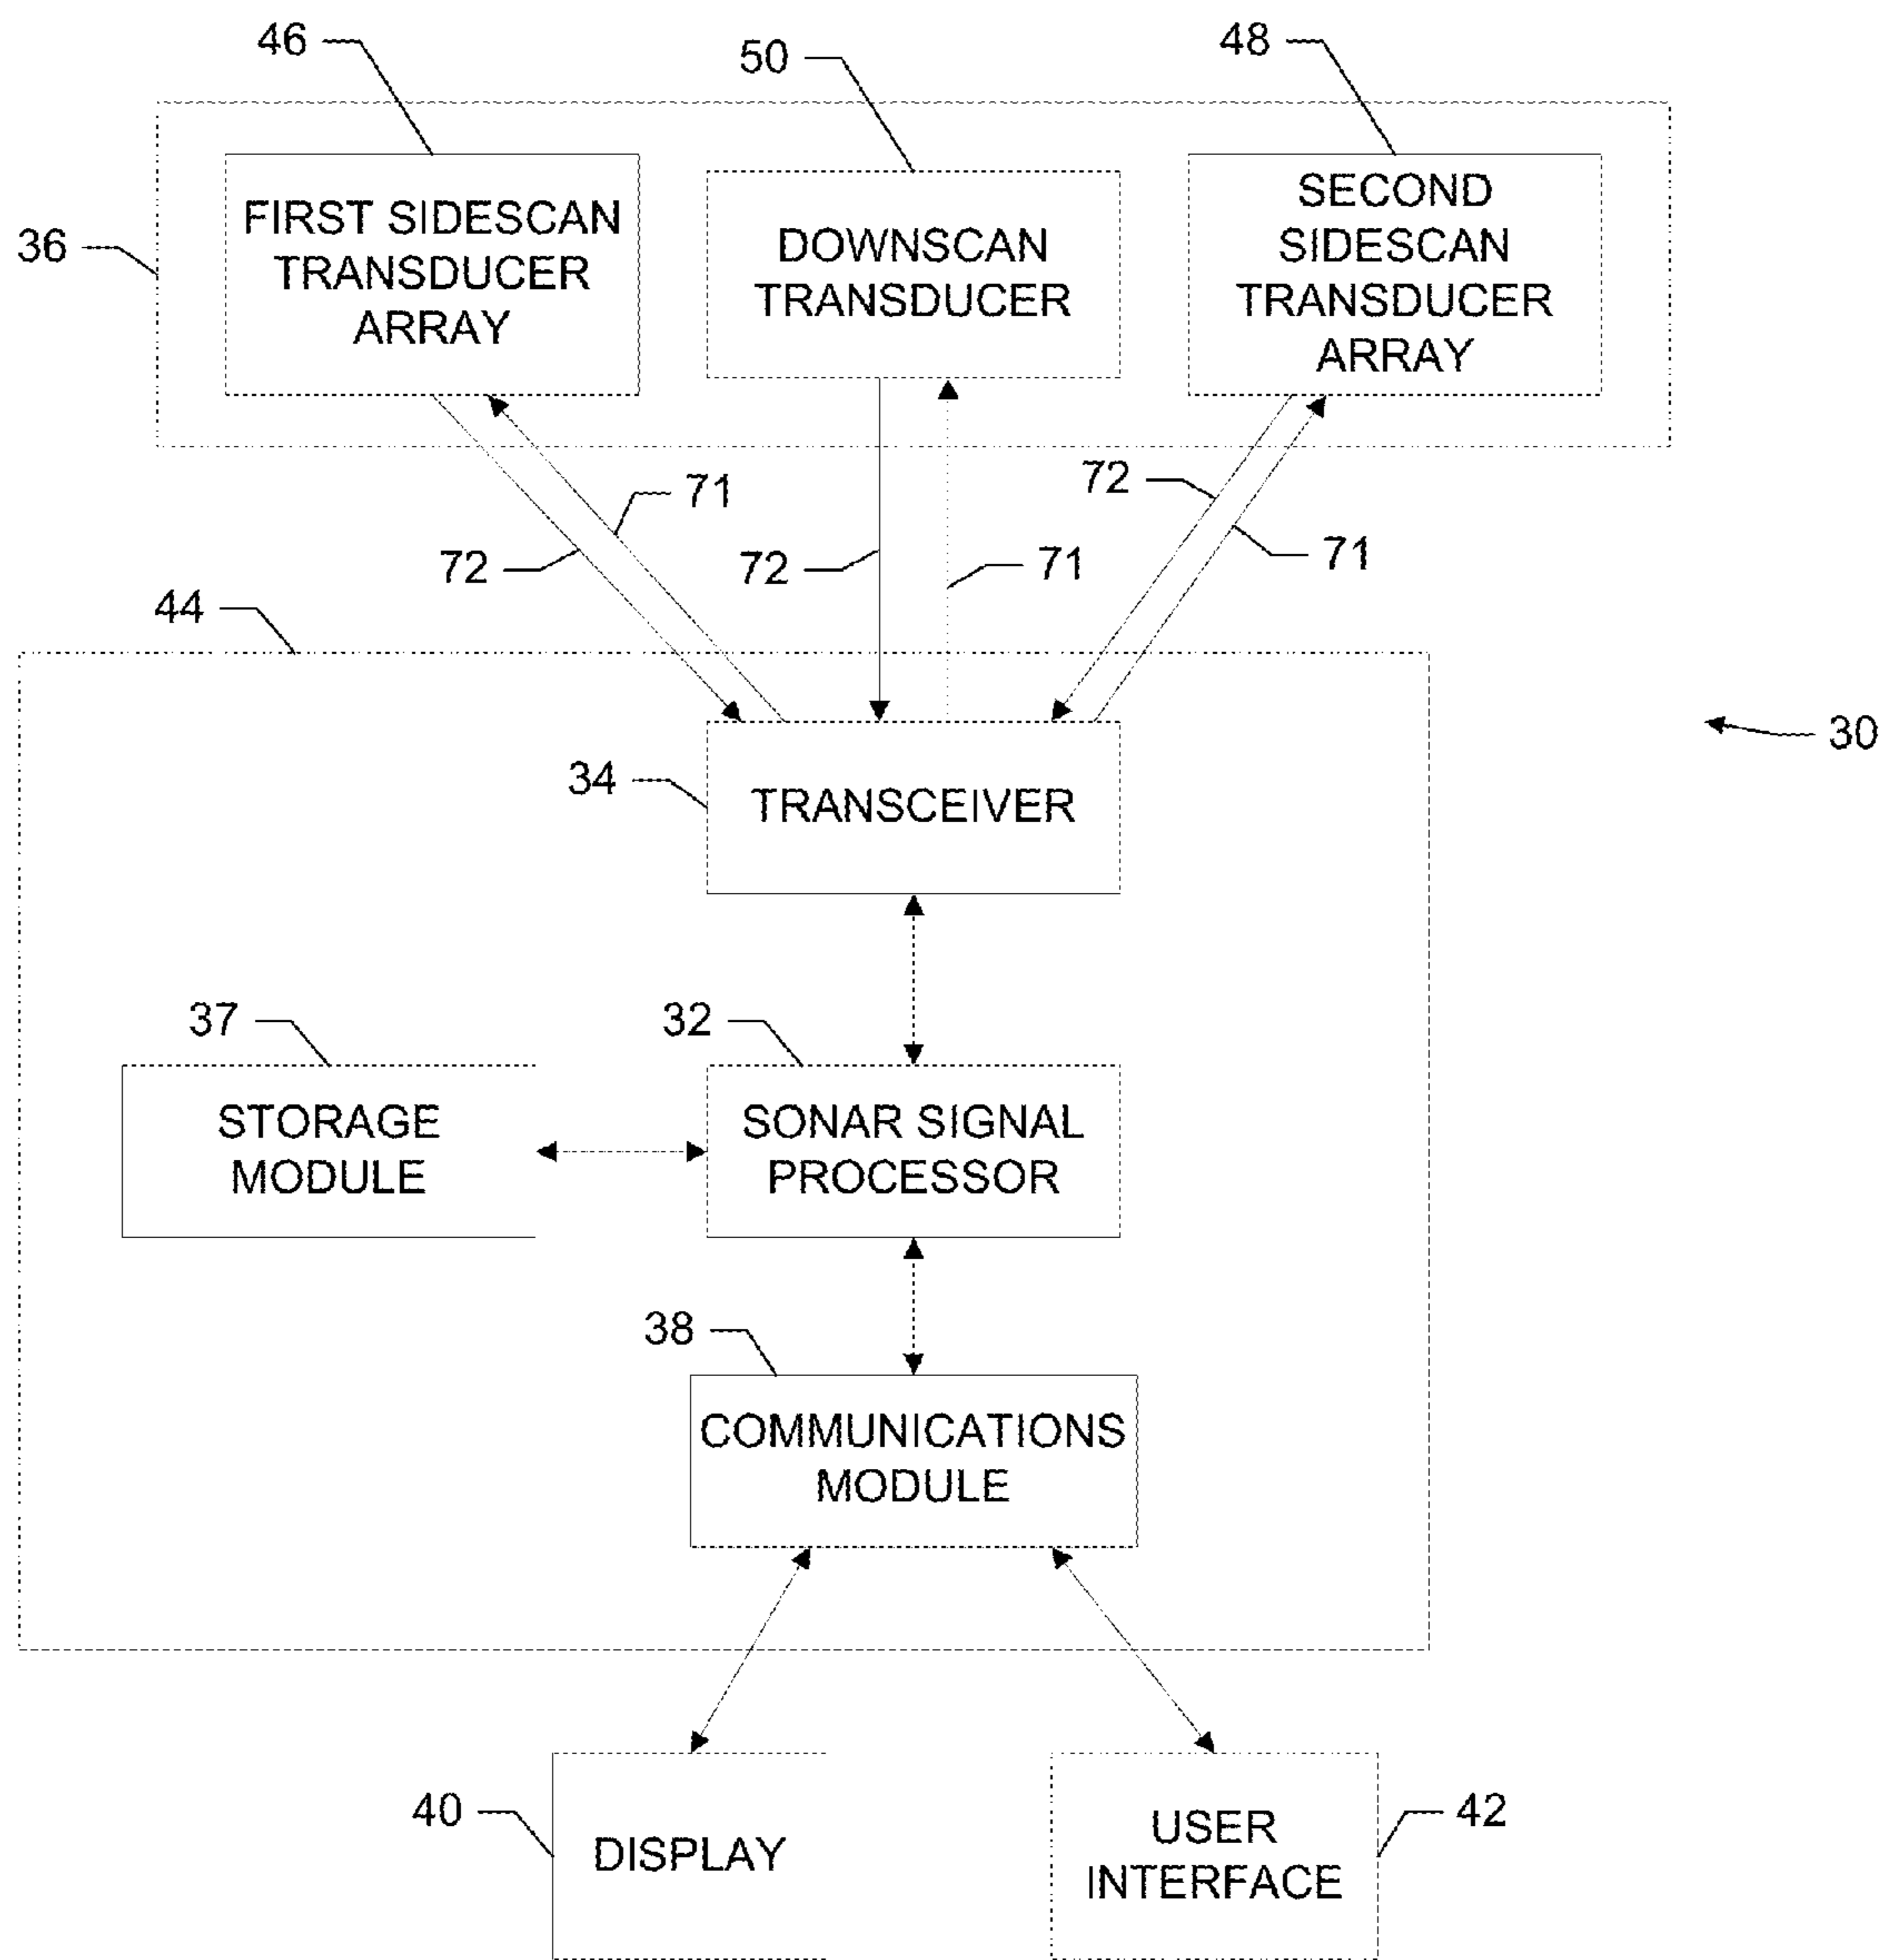 46
50
48
36
FIRST SIDESCAN
TRANSDUCER
ARRAY
DOWNSCAN
TRANSDUCER
SECOND
SIDESCAN
TRANSDUCER
ARRAY
72
71
72
71
72
71
44
30
34
TRANSCEIVER
37
32
STORAGE
MODULE
SONAR SIGNAL
PROCESSOR
38
COMMUNICATIONS
MODULE
40
DISPLAY
USER
INTERFACE
42